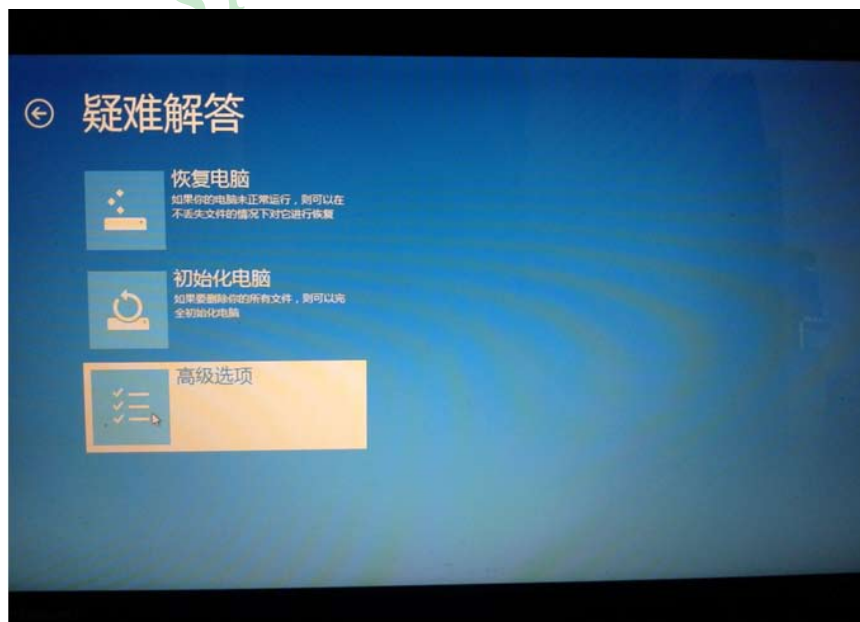 疑难解答
恢复电脑
如果你的电脑未正常运行，则可以在
不丢失文件的情况下对它进行恢复
初始化电脑
如果要删除你的所有文件，则可以完
全初始化电脑
高级选项